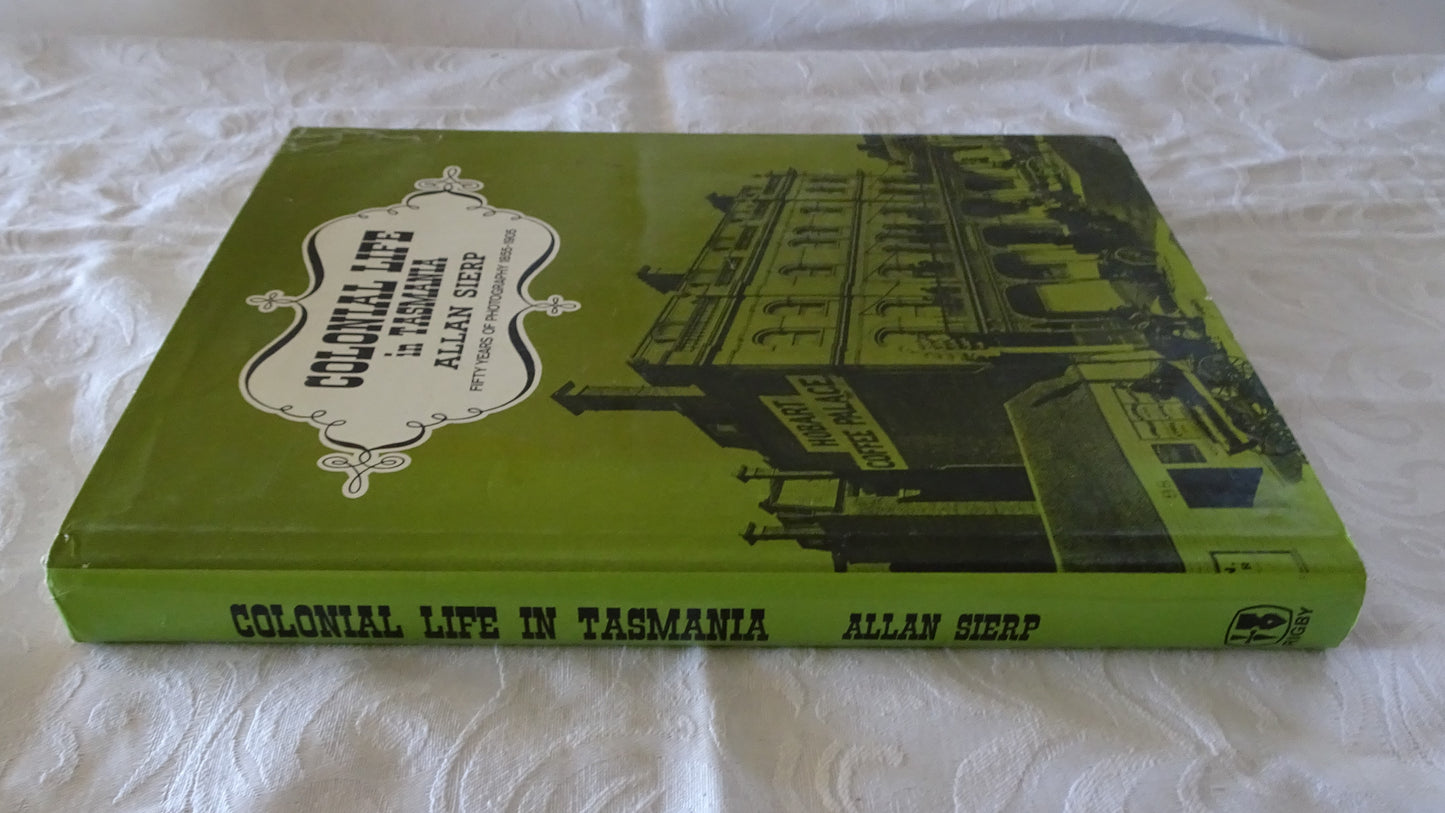 COLONIAL LIFE
in TASMANIA
ALLAN SIERP
FIFTY YEARS OF PHOTOGRAPHY 1855-1905
HOBART
COFFEE PALACE
COLONIAL LIFE IN TASMANIA ALLAN SIERP
RIGBY